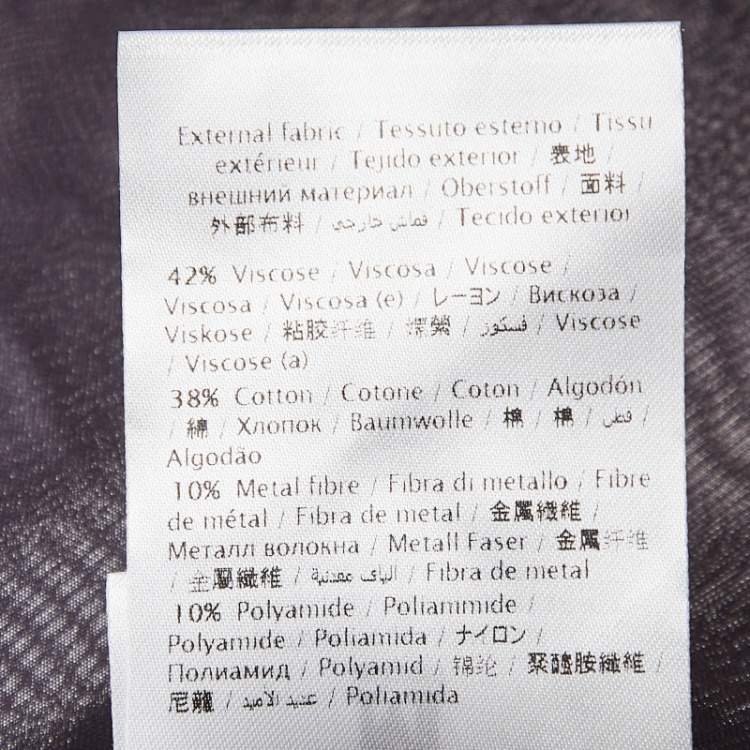 External fabric / Tessuto esterno / Tissu
extérieur / Tejido exterior / 表地 /
внешний материал / Oberstoff / 面料 /
外部布料 / قماش خارجي / Tecido exterior
42% Viscose / Viscosa / Viscose /
Viscosa / Viscosa (e) / レーヨン / Вискоза /
Viskose / 粘胶纤维 / 嫘縈 / فسكوز / Viscose
/ Viscose (a)
38% Cotton / Cotone / Coton / Algodón
/ 綿 / Хлопок / Baumwolle / 棉 / 棉 / قطن /
Algodão
10% Metal fibre / Fibra di metallo / Fibre
de métal / Fibra de metal / 金属繊維 /
Металл волокна / Metall Faser / 金属纤维
/ 金屬纖維 / الياف معدنية / Fibra de metal
10% Polyamide / Poliammide /
Polyamide / Poliamida / ナイロン /
Полиамид / Polyamid / 锦纶 / 聚醯胺纖維 /
尼龍 / عديد الاميد / Poliamida